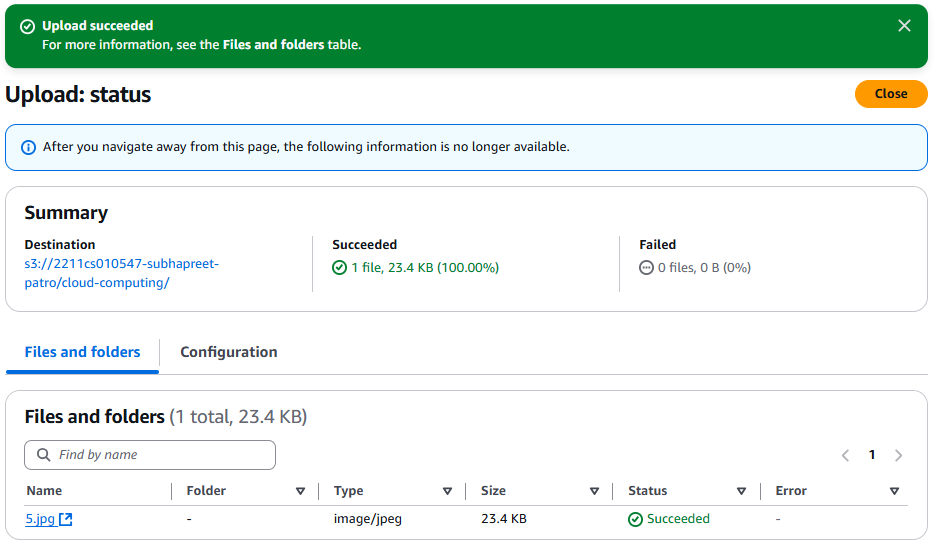 Upload succeeded
For more information, see the Files and folders table.
Upload: status
Close
After you navigate away from this page, the following information is no longer available.
Summary
Destination
s3://2211cs010547-subhapreet-
patro/cloud-computing/
Succeeded
1 file, 23.4 KB (100.00%)
Failed
0 files, 0 B (0%)
Files and folders
Configuration
Files and folders (1 total, 23.4 KB)
Find by name
1
Name Folder Type Size Status Error
5.jpg - image/jpeg 23.4 KB Succeeded -